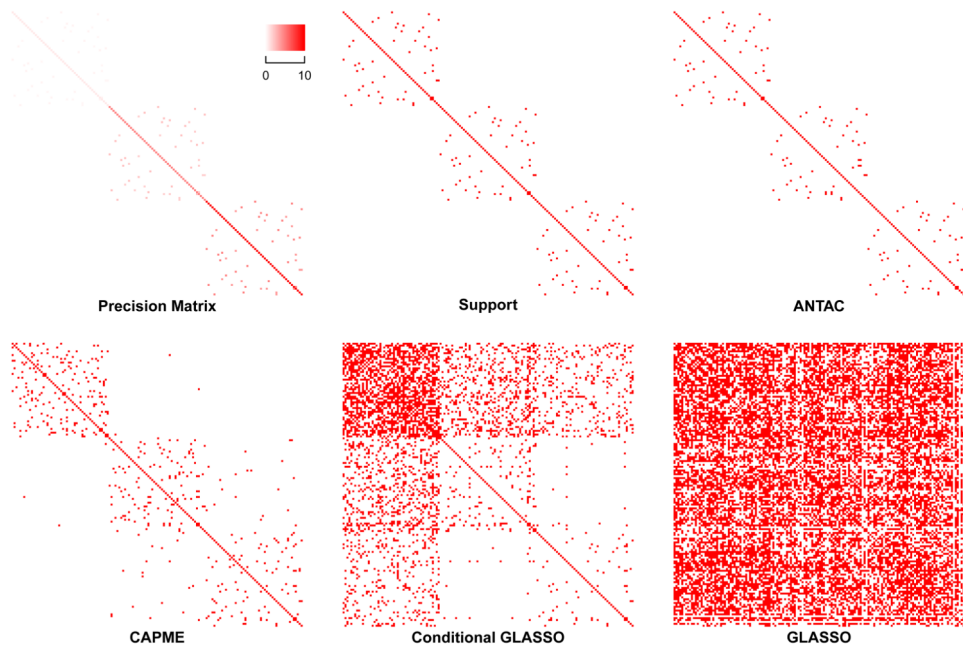 0 10
Precision Matrix
Support
ANTAC
CAPME
Conditional GLASSO
GLASSO